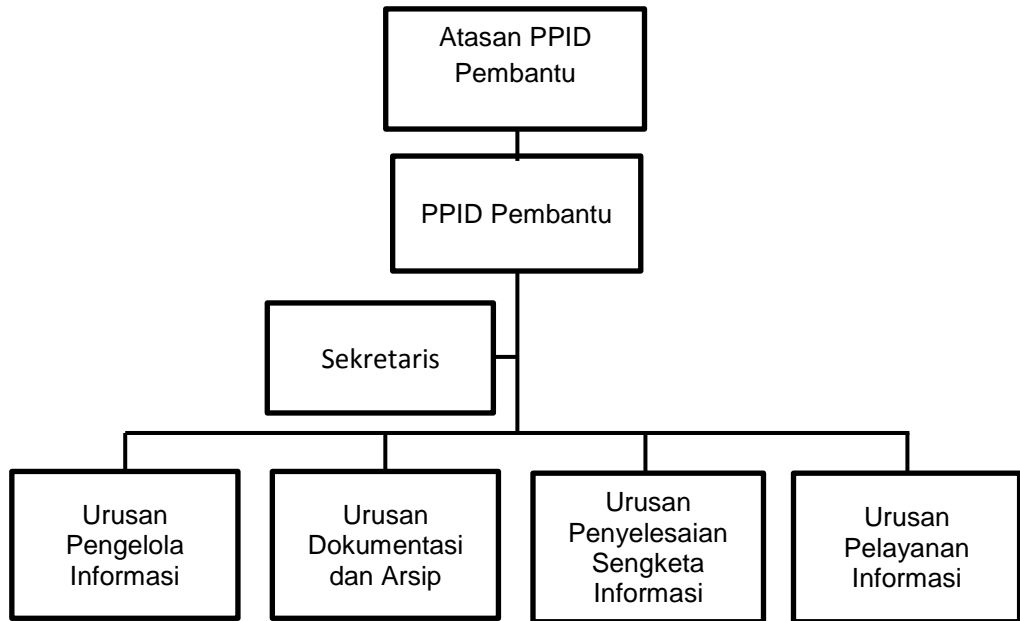 Atasan PPID
Pembantu
PPID Pembantu
Sekretaris
Urusan
Pengelola
Informasi
Urusan
Dokumentasi
dan Arsip
Urusan
Penyelesaian
Sengketa
Informasi
Urusan
Pelayanan
Informasi